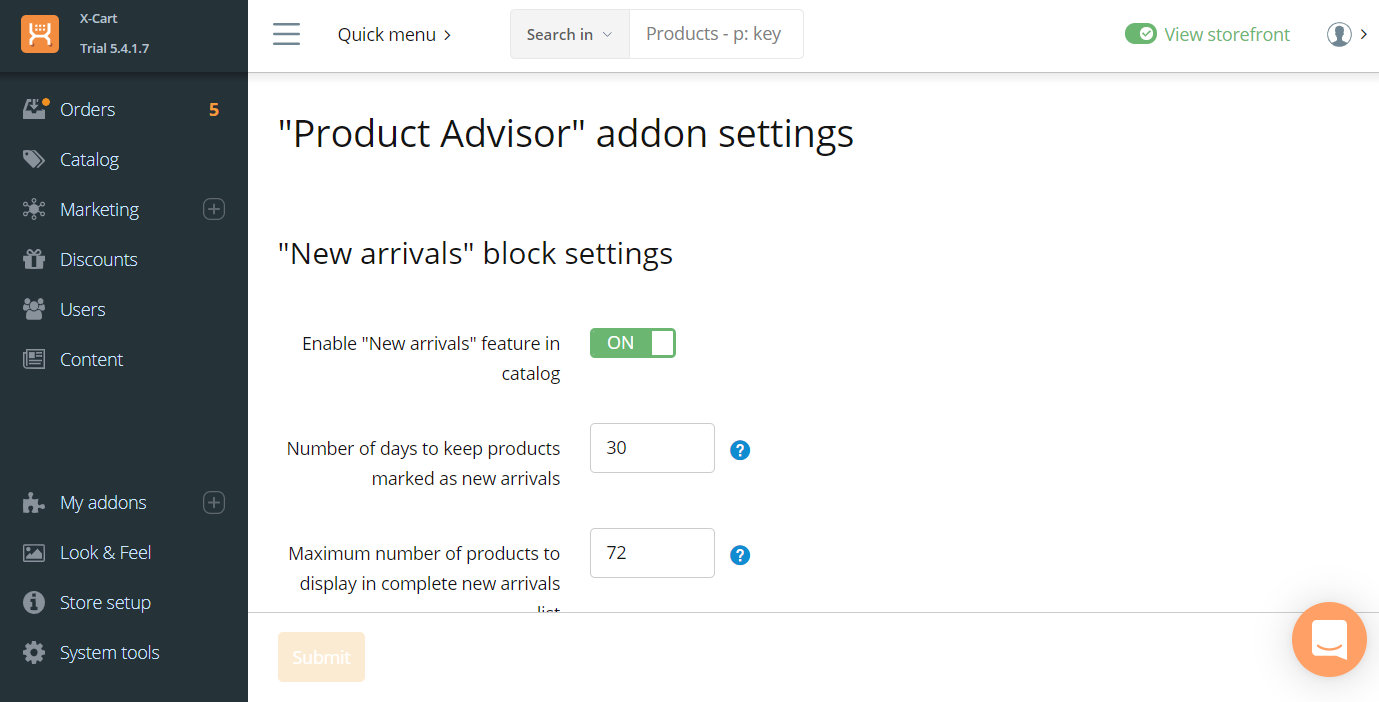 X-Cart
Trial 5.4.1.7
Quick menu
Search in
Products - p: key
View storefront
Orders 5
Catalog
Marketing
Discounts
Users
Content
My addons
Look & Feel
Store setup
System tools
"Product Advisor" addon settings
"New arrivals" block settings
Enable "New arrivals" feature in
catalog
ON
Number of days to keep products
marked as new arrivals
30
?
Maximum number of products to
display in complete new arrivals
list
72
?
Submit